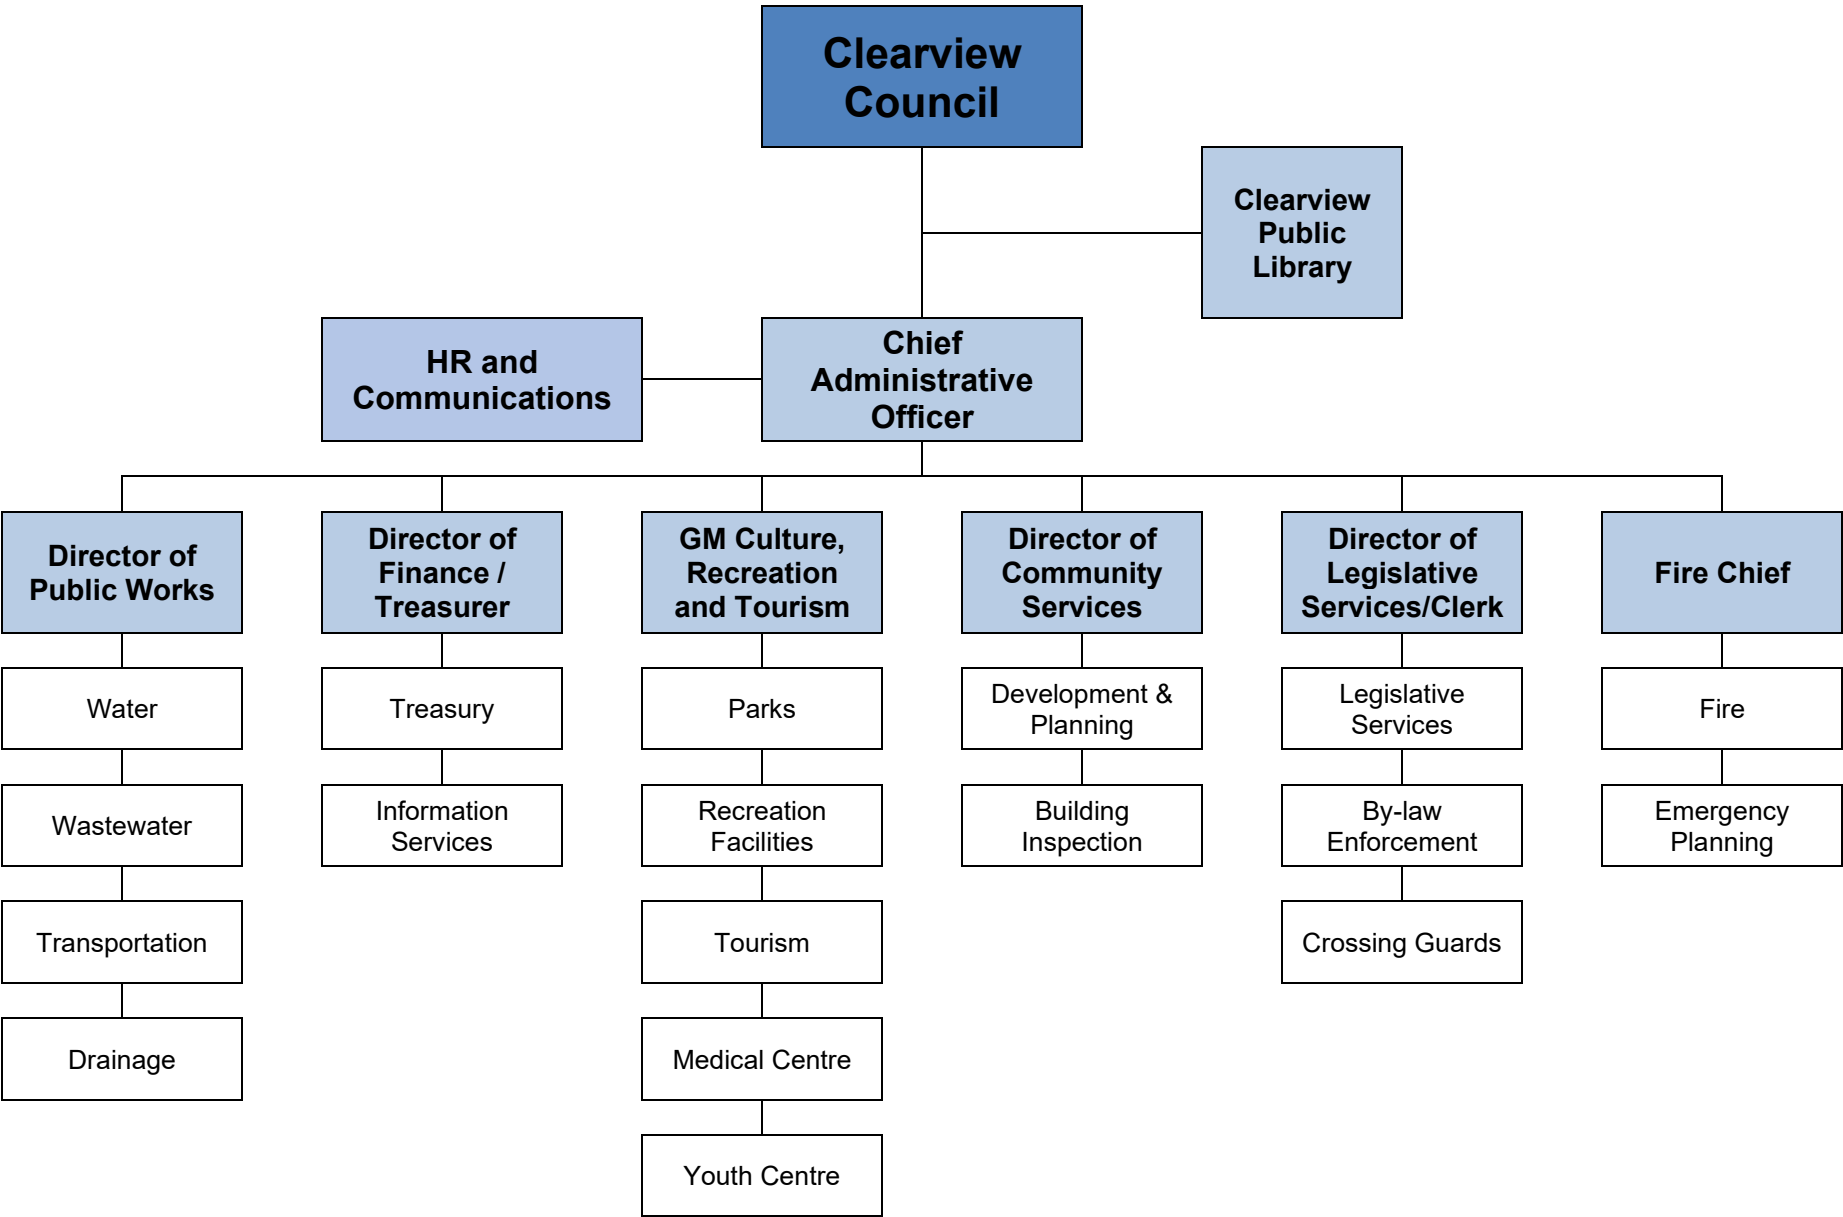 Clearview
Council
Clearview
Public
Library
HR and
Communications
Chief
Administrative
Officer
Director of
Public Works
Director of
Finance /
Treasurer
GM Culture,
Recreation
and Tourism
Director of
Community
Services
Director of
Legislative
Services/Clerk
Fire Chief
Water
Treasury
Parks
Development &
Planning
Legislative
Services
Fire
Wastewater
Information
Services
Recreation
Facilities
Building
Inspection
By-law
Enforcement
Emergency
Planning
Transportation
Tourism
Crossing Guards
Drainage
Medical Centre
Youth Centre